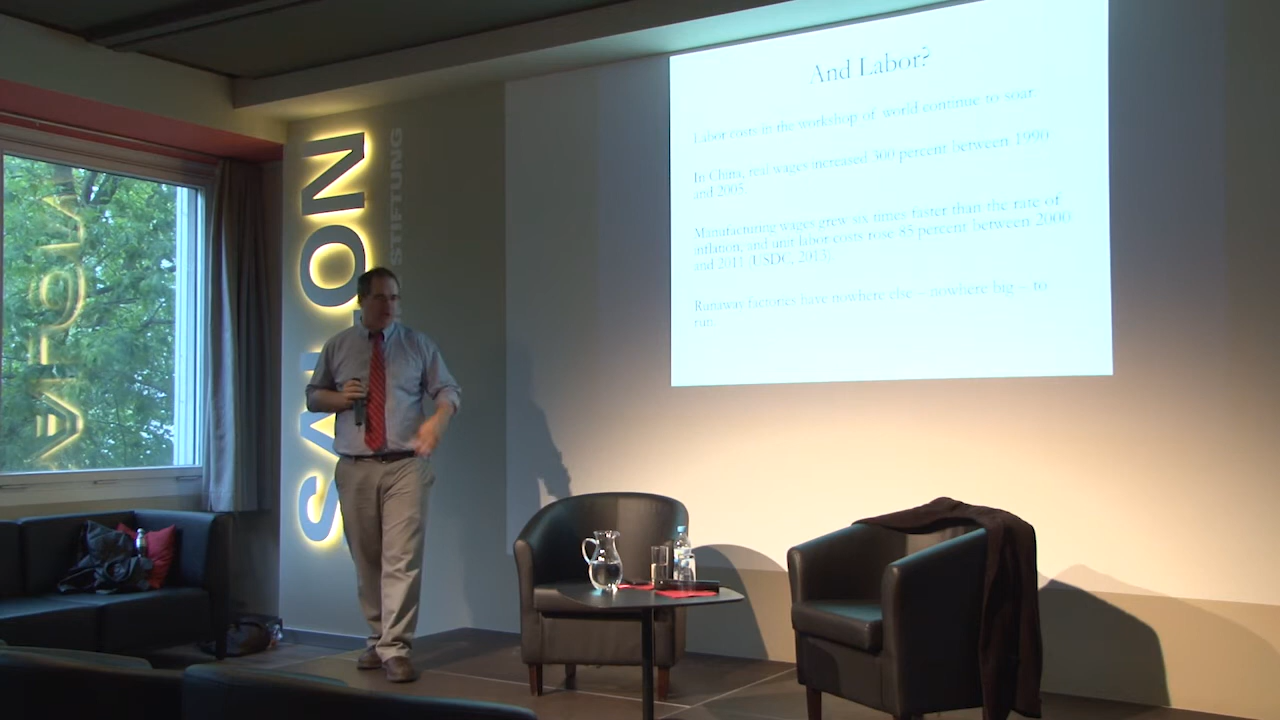 And Labor?
Labor costs in the workshop of world continue to soar
In China, real wages increased 300 percent between 1990
and 2005.
Manufacturing wages grew six times faster than the rate of
inflation, and unit labor costs rose 85 percent between 2000
and 2011 (USDC, 2013).
Runaway factories have nowhere else – nowhere big – to
run.
SALON
STIFTUNG